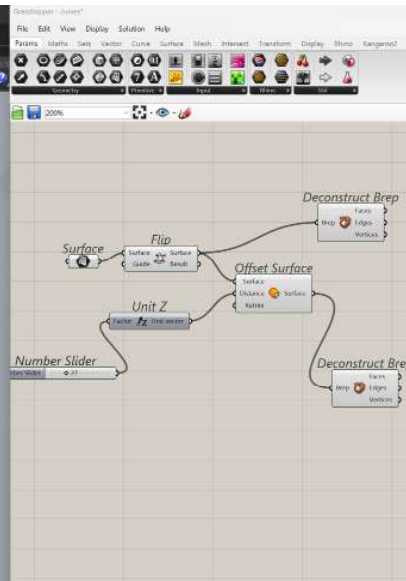 Grasshopper - curves*
File Edit View Display Solution Help
Params Maths Sets Vector Curve Surface Mesh Intersect Transform Display Rhino Kangaroo2
Geometry Primitive Input Rhino Util
200%
Deconstruct Brep
Brep Faces
Edges
Vertices
Surface
Flip
Surface Surface
Guide Result
Offset Surface
Surface
Distance Surface
Retrim
Unit Z
Factor Unit vector
Number Slider
Deconstruct Bre
Brep Faces
Edges
Vertices